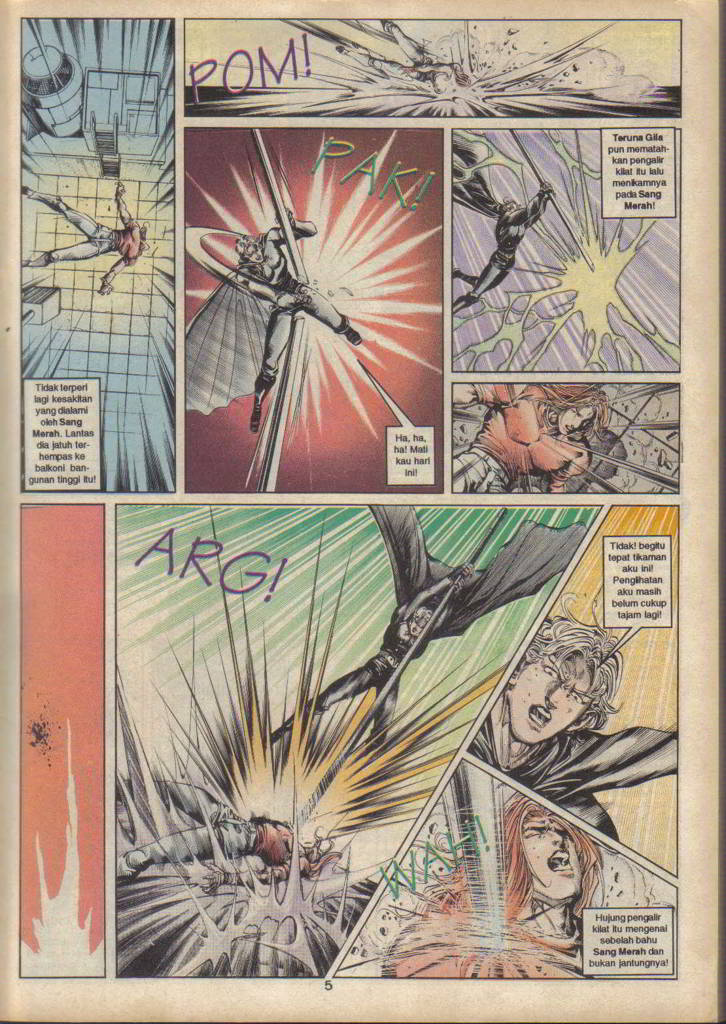 POM!
Tidak terperi
lagi kesakitan
yang dialami
oleh Sang
Merah. Lantas
dia jatuh ter-
hempas ke
balkoni ban-
gunan tinggi itu!
PAK!
Ha, ha,
ha! Mati
kau hari
ini!
Teruna Gila
pun mematah-
kan pengalir
kilat itu lalu
menikamnya
pada Sang
Merah!
ARG!
Tidak! begitu
tepat tikaman
aku ini!
Penglihatan
aku masih
belum cukup
tajam lagi!
WAH!
Hujung pengalir
kilat itu mengenai
sebelah bahu
Sang Merah dan
bukan jantungnya!
5